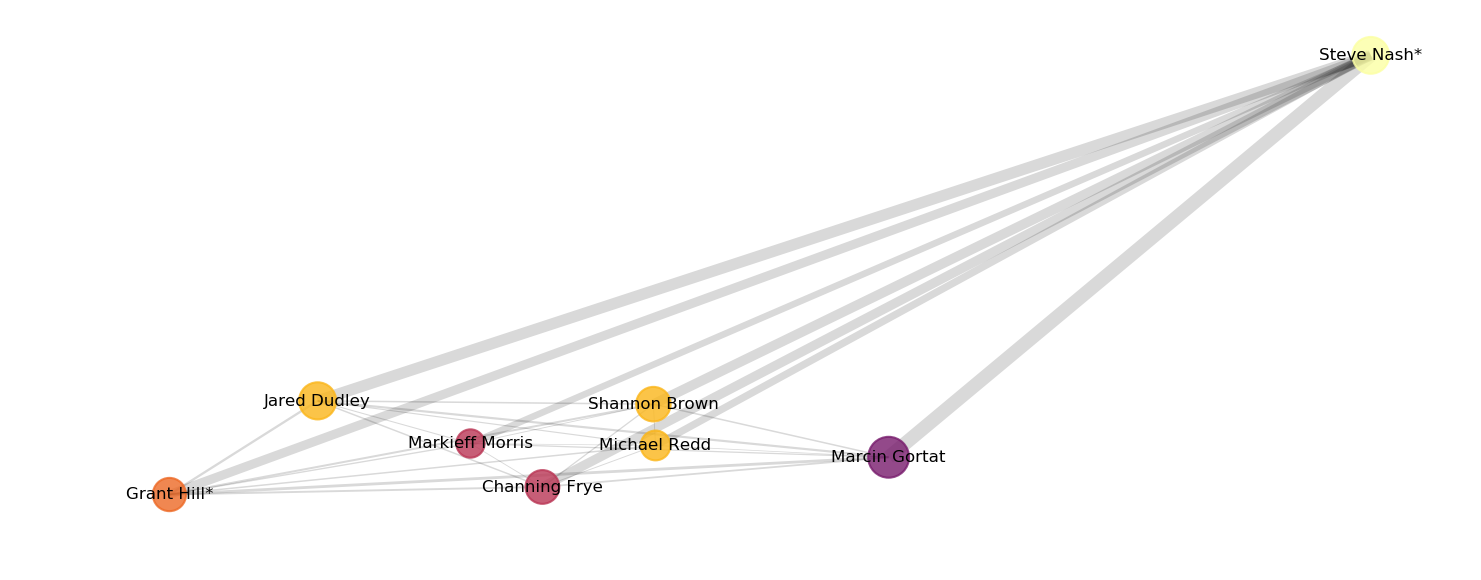 Steve Nash*
Jared Dudley
Shannon Brown
Markieff Morris
Michael Redd
Marcin Gortat
Channing Frye
Grant Hill*